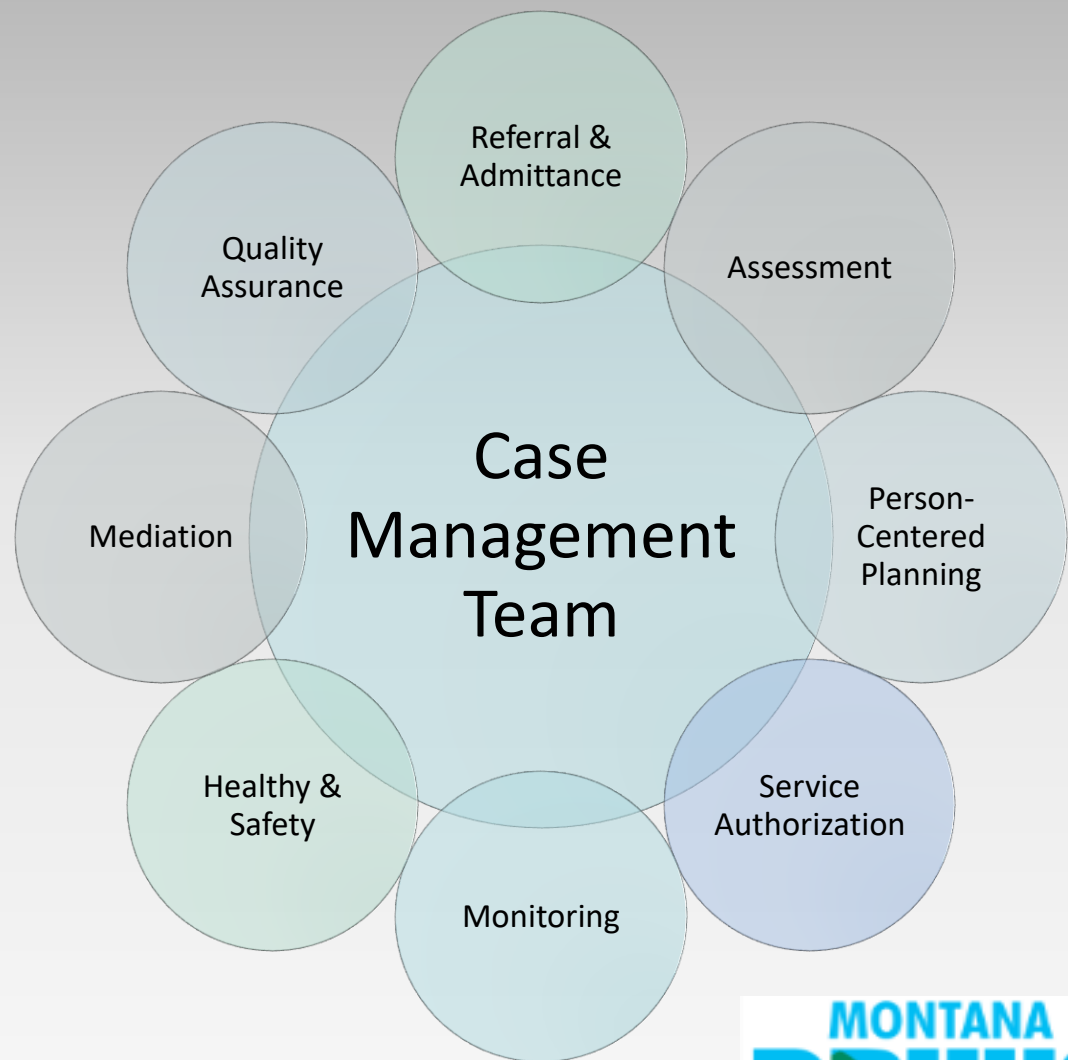 Referral &
Admittance
Assessment
Person-
Centered
Planning
Service
Authorization
Monitoring
Healthy &
Safety
Mediation
Quality
Assurance
Case
Management
Team
MONTANA